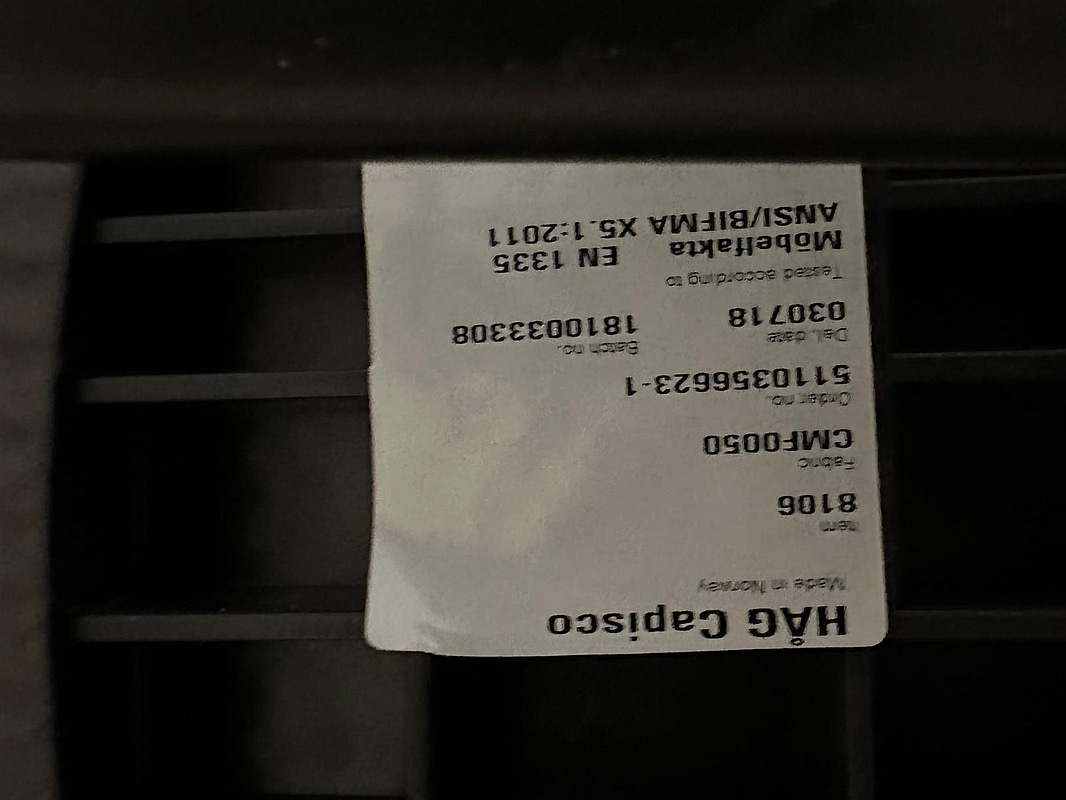 HÅG Capisco
Made in Norway
Item
8106
Fabric
CMF0050
Order no.
5110356623-1
Del. date Batch no.
030718 1810033308
Tested according to
Möbelfakta EN 1335
ANSI/BIFMA X5.1:2011